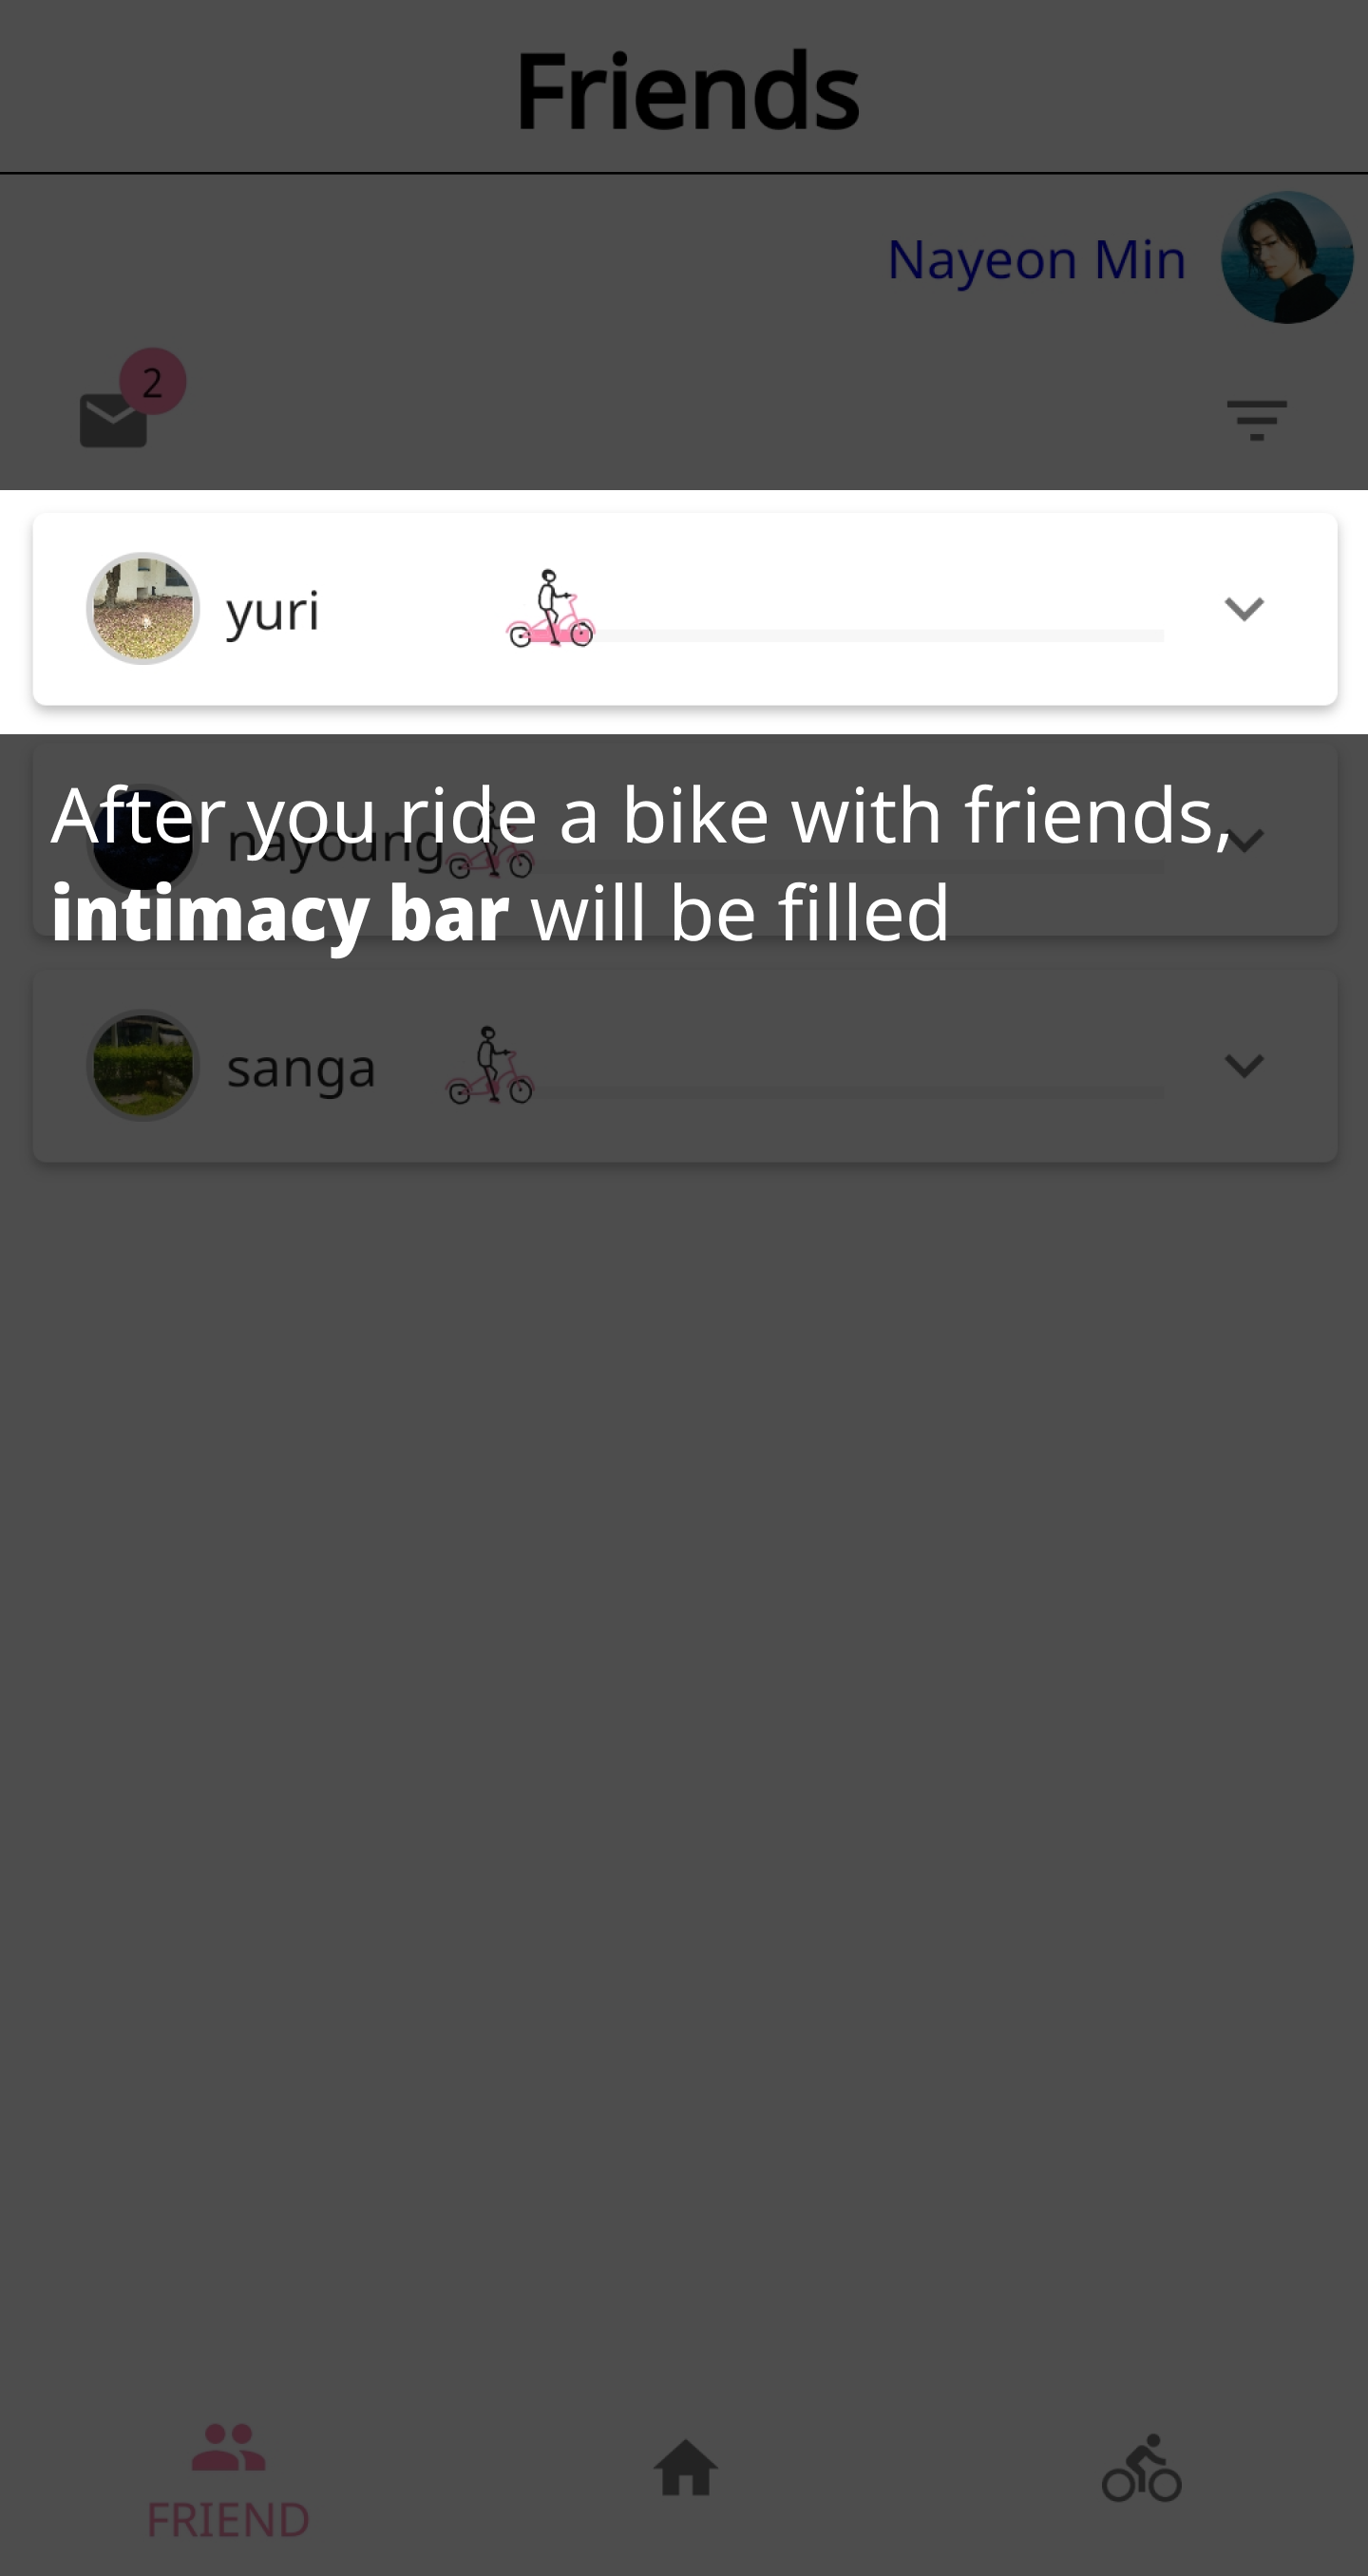 Friends
Nayeon Min
2
yuri
After you ride a bike with friends,
nayoung
intimacy bar will be filled
sanga
FRIEND